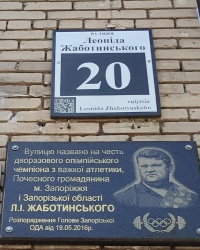 вулиця
Леоніда
Жаботинського
20
vulytsia
Leonida Zhabotynskoho
Вулицю названо на честь
дворазового олімпійського
чемпіона з важкої атлетики,
Почесного громадянина
м. Запоріжжя
і Запорізької області
Л.І. ЖАБОТИНСЬКОГО
Розпорядження Голови Запорізької
ОДА від 19.05.2016р.